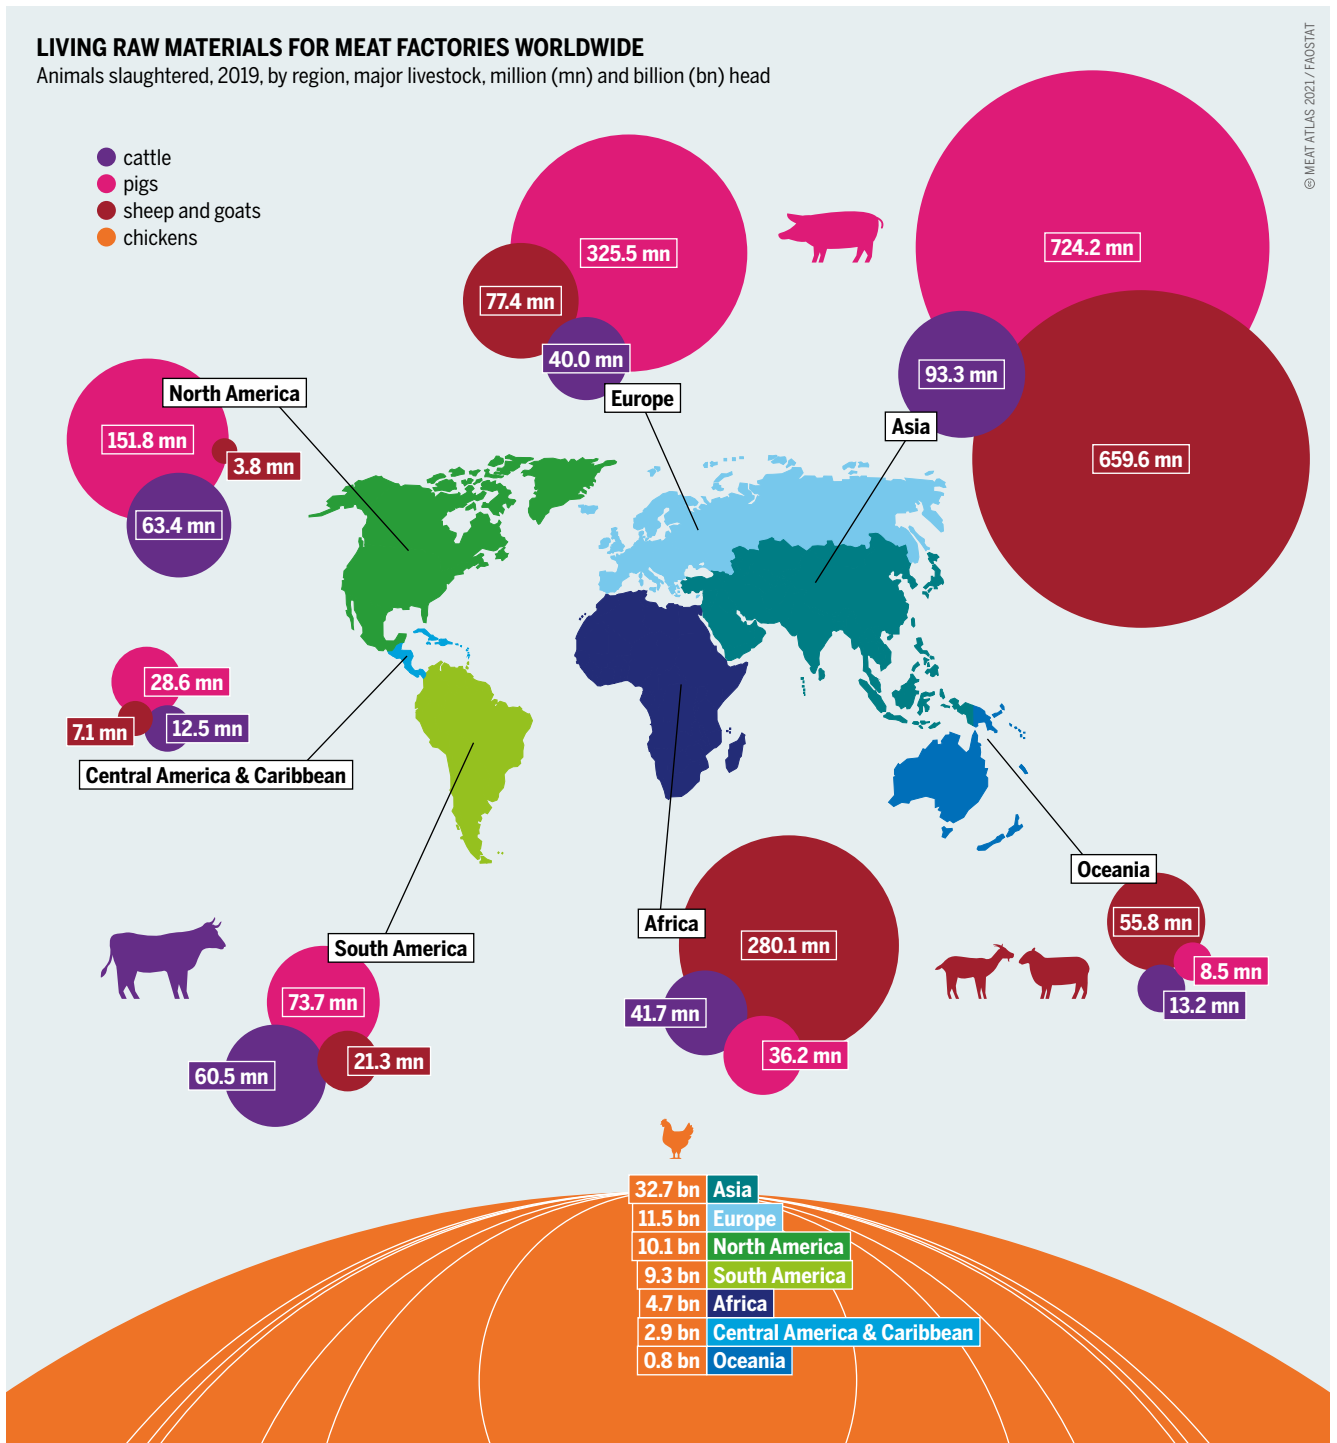 LIVING RAW MATERIALS FOR MEAT FACTORIES WORLDWIDE
Animals slaughtered, 2019, by region, major livestock, million (mn) and billion (bn) head
© MEAT ATLAS 2021 / FAOSTAT
cattle
pigs
sheep and goats
chickens
325.5 mn
77.4 mn
40.0 mn
Europe
724.2 mn
93.3 mn
659.6 mn
Asia
North America
151.8 mn
3.8 mn
63.4 mn
28.6 mn
7.1 mn
12.5 mn
Central America & Caribbean
South America
73.7 mn
60.5 mn
21.3 mn
Africa
280.1 mn
41.7 mn
36.2 mn
Oceania
55.8 mn
8.5 mn
13.2 mn
32.7 bn Asia
11.5 bn Europe
10.1 bn North America
9.3 bn South America
4.7 bn Africa
2.9 bn Central America & Caribbean
0.8 bn Oceania